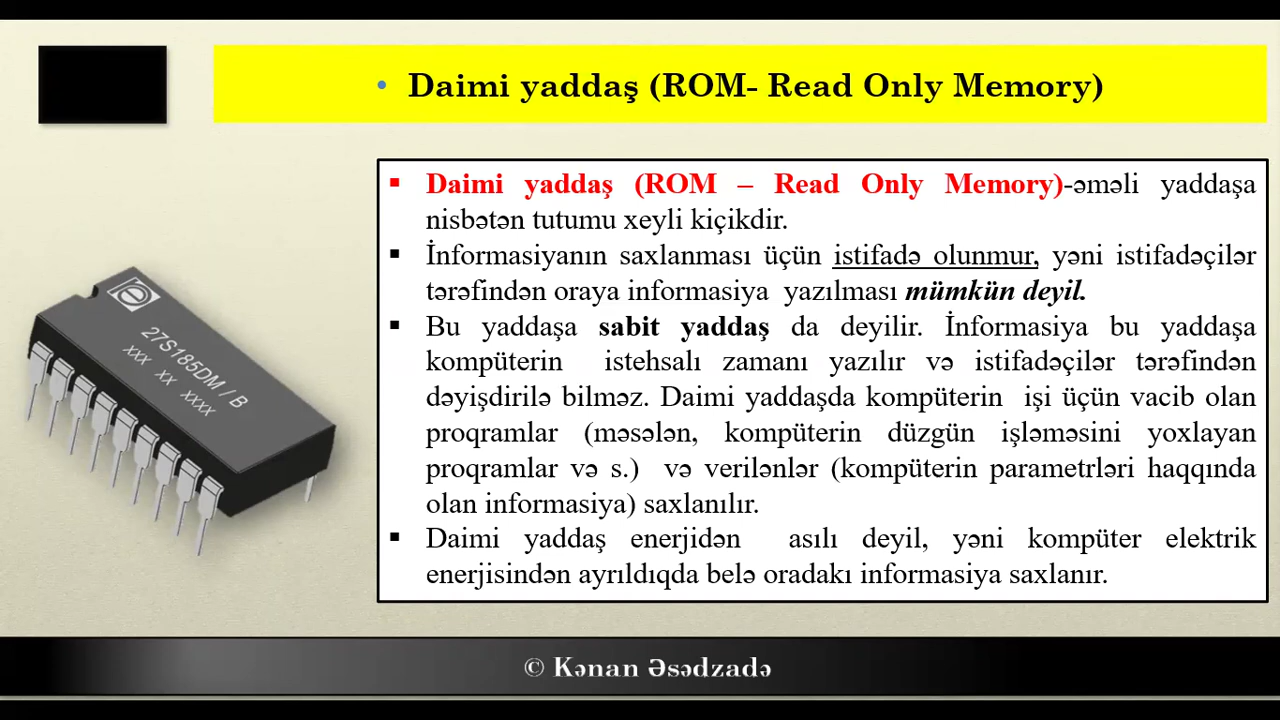 • Daimi yaddaş (ROM- Read Only Memory)
27S185DM / B
XXX XX XXXX
▪ Daimi yaddaş (ROM – Read Only Memory)-əməli yaddaşa
nisbətən tutumu xeyli kiçikdir.
▪ İnformasiyanın saxlanması üçün istifadə olunmur, yəni istifadəçilər
tərəfindən oraya informasiya yazılması mümkün deyil.
▪ Bu yaddaşa sabit yaddaş da deyilir. İnformasiya bu yaddaşa
kompüterin istehsalı zamanı yazılır və istifadəçilər tərəfindən
dəyişdirilə bilməz. Daimi yaddaşda kompüterin işi üçün vacib olan
proqramlar (məsələn, kompüterin düzgün işləməsini yoxlayan
proqramlar və s.) və verilənlər (kompüterin parametrləri haqqında
olan informasiya) saxlanılır.
▪ Daimi yaddaş enerjidən asılı deyil, yəni kompüter elektrik
enerjisindən ayrıldıqda belə oradakı informasiya saxlanır.
© Kənan Əsədzadə